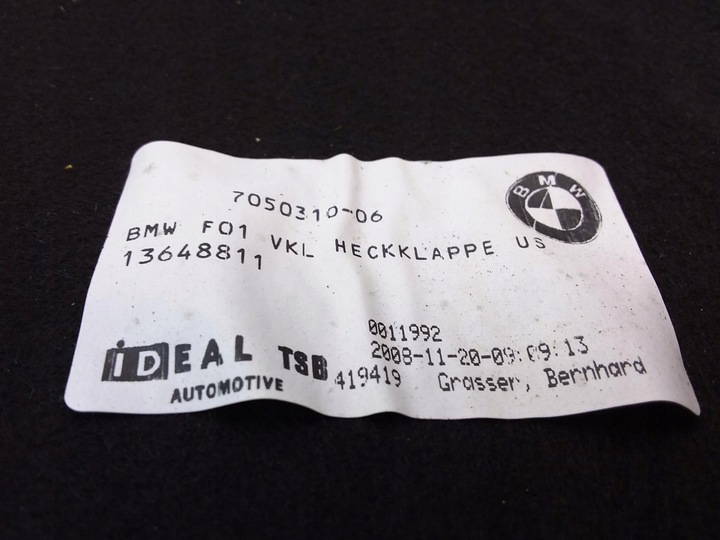 BMW
7050310-06
BMW F01 VKL HECKKLAPPE US
13648811
0011992
2008-11-20-09:09:13
iDEAL TSB 419419 Grasser, Bernhard
AUTOMOTIVE